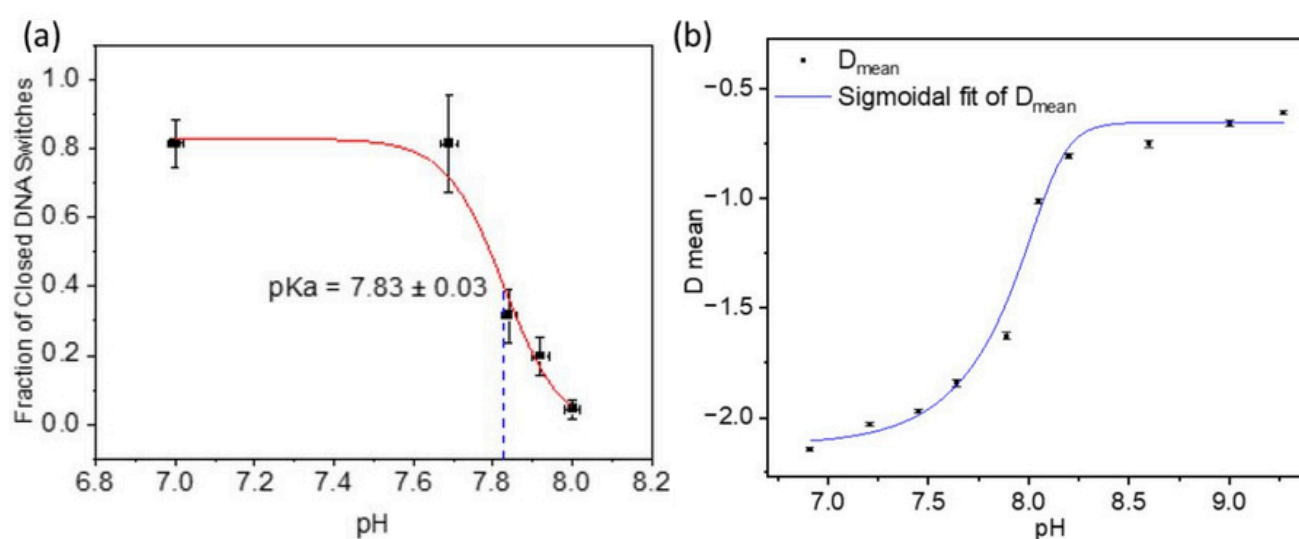 (a)
Fraction of Closed DNA Switches
1.0
0.8
0.6
0.4
0.2
0.0
pKa = 7.83 ± 0.03
6.8 7.0 7.2 7.4 7.6 7.8 8.0 8.2
pH
(b)
D mean
−0.5
−1.0
−1.5
−2.0
Dmean
Sigmoidal fit of Dmean
7.0 7.5 8.0 8.5 9.0
pH